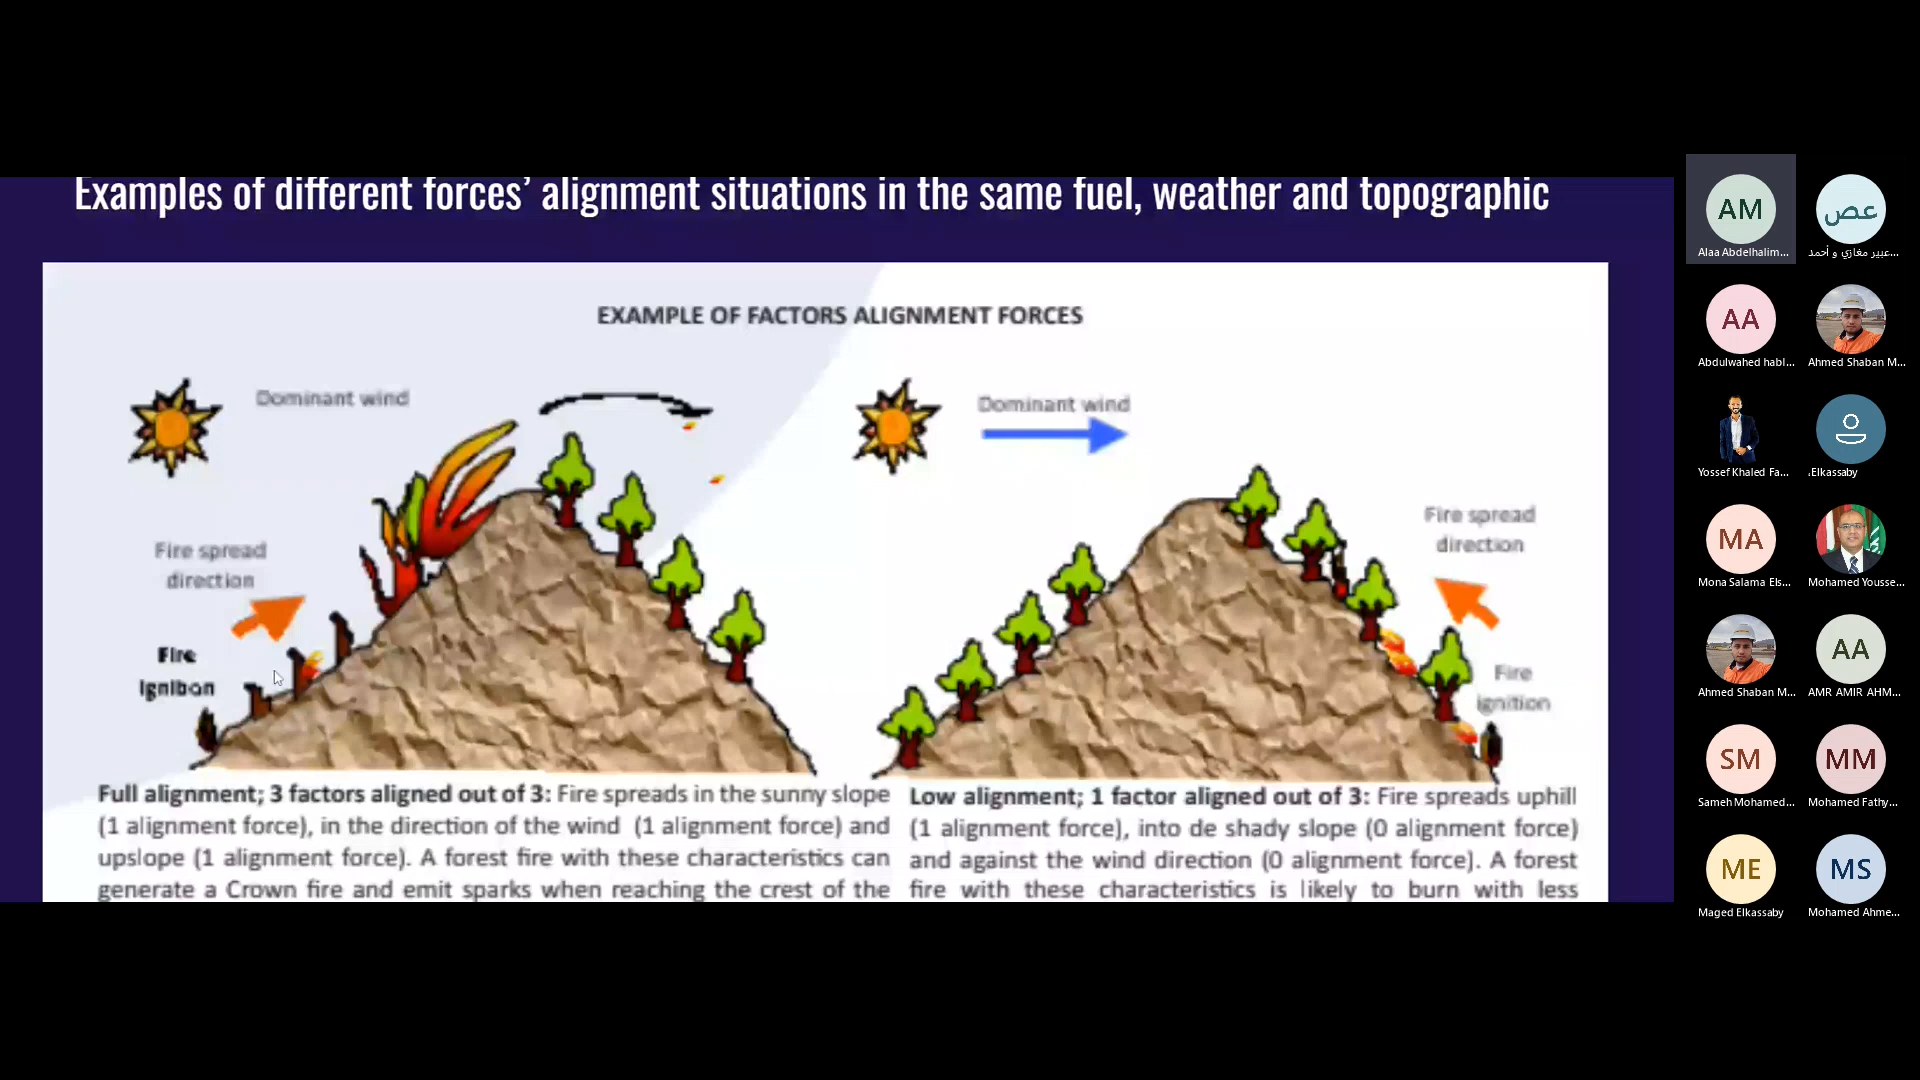 Examples of different forces’ alignment situations in the same fuel, weather and topographic
EXAMPLE OF FACTORS ALIGNMENT FORCES
Dominant wind
Fire spread
direction
Fire
ignition
Full alignment; 3 factors aligned out of 3: Fire spreads in the sunny slope
(1 alignment force), in the direction of the wind (1 alignment force) and
upslope (1 alignment force). A forest fire with these characteristics can
generate a Crown fire and emit sparks when reaching the crest of the
Dominant wind
Fire spread
direction
Fire
ignition
Low alignment; 1 factor aligned out of 3: Fire spreads uphill
(1 alignment force), into de shady slope (0 alignment force)
and against the wind direction (0 alignment force). A forest
fire with these characteristics is likely to burn with less
AM
Alaa Abdelhalim...
عص
عبير مغازي و أحمد...
AA
Abdulwahed habl...
Ahmed Shaban M...
Yossef Khaled Fa...
.Elkassaby
MA
Mona Salama Els...
Mohamed Yousse...
Ahmed Shaban M...
AA
AMR AMIR AHM...
SM
Sameh Mohamed...
MM
Mohamed Fathy...
ME
Maged Elkassaby
MS
Mohamed Ahme...